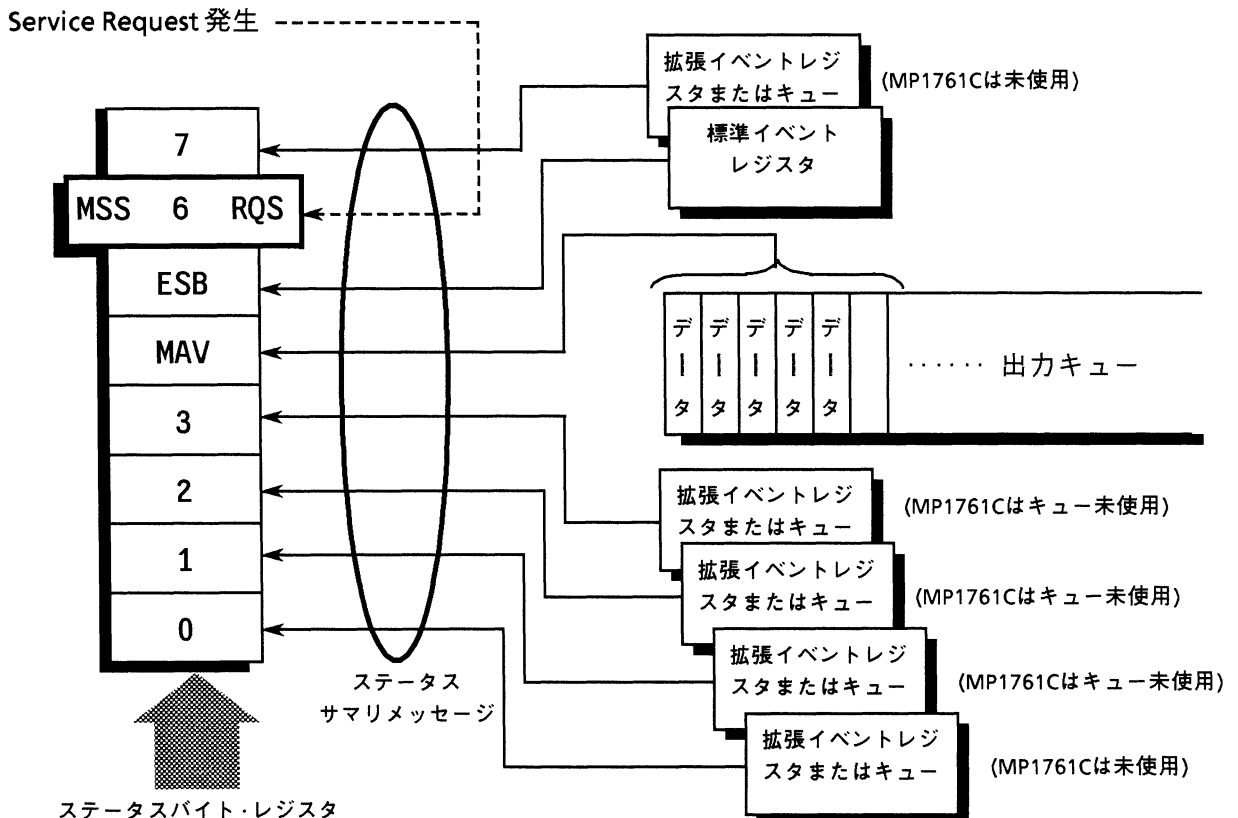 Service Request 発生
拡張イベントレジ
スタまたはキュー
(MP1761Cは未使用)
標準イベント
レジスタ
7
MSS 6 RQS
ESB
MAV
3
2
1
0
データ
データ
データ
データ
データ
…… 出力キュー
拡張イベントレジ
スタまたはキュー
(MP1761Cはキュー未使用)
拡張イベントレジ
スタまたはキュー
(MP1761Cはキュー未使用)
拡張イベントレジ
スタまたはキュー
(MP1761Cはキュー未使用)
拡張イベントレジ
スタまたはキュー
(MP1761Cは未使用)
ステータス
サマリメッセージ
ステータスバイト・レジスタ